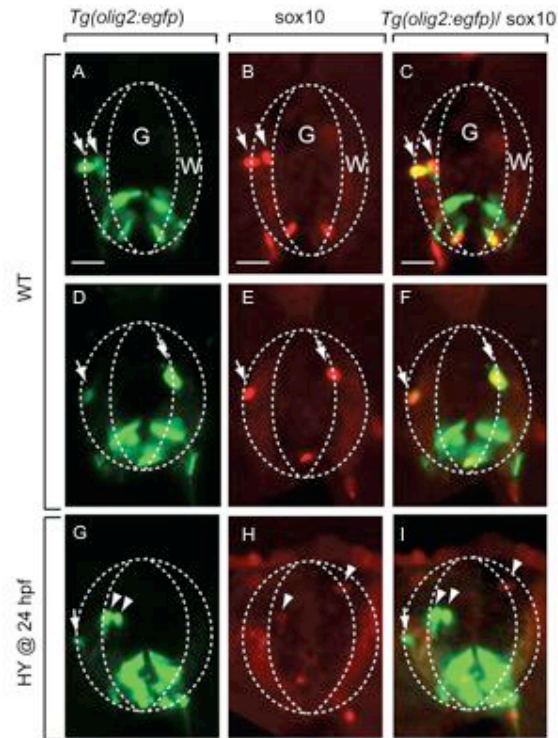 Tg(olig2:egfp) sox10 Tg(olig2:egfp)/ sox10
WT
A B C
G G G
W W W
D E F
HY @ 24 hpf
G H I